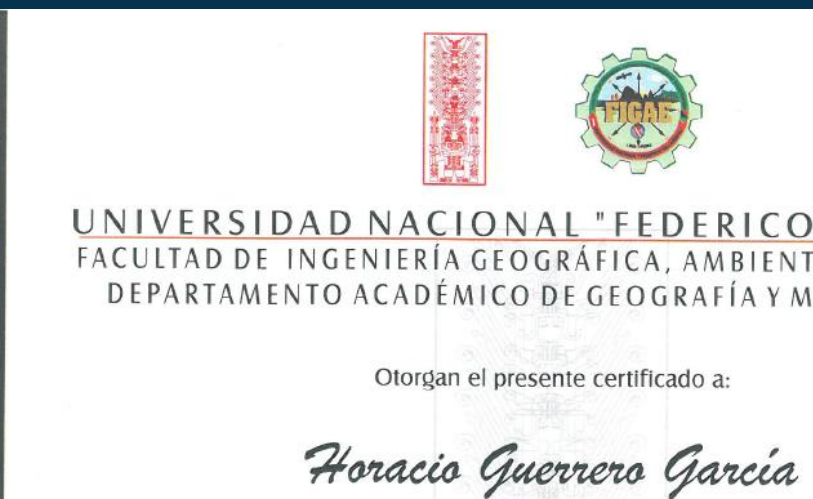 FIGAE
UNIVERSIDAD NACIONAL "FEDERICO
FACULTAD DE INGENIERÍA GEOGRÁFICA, AMBIENT
DEPARTAMENTO ACADÉMICO DE GEOGRAFÍA Y M
Otorgan el presente certificado a:
Horacio Guerrero García